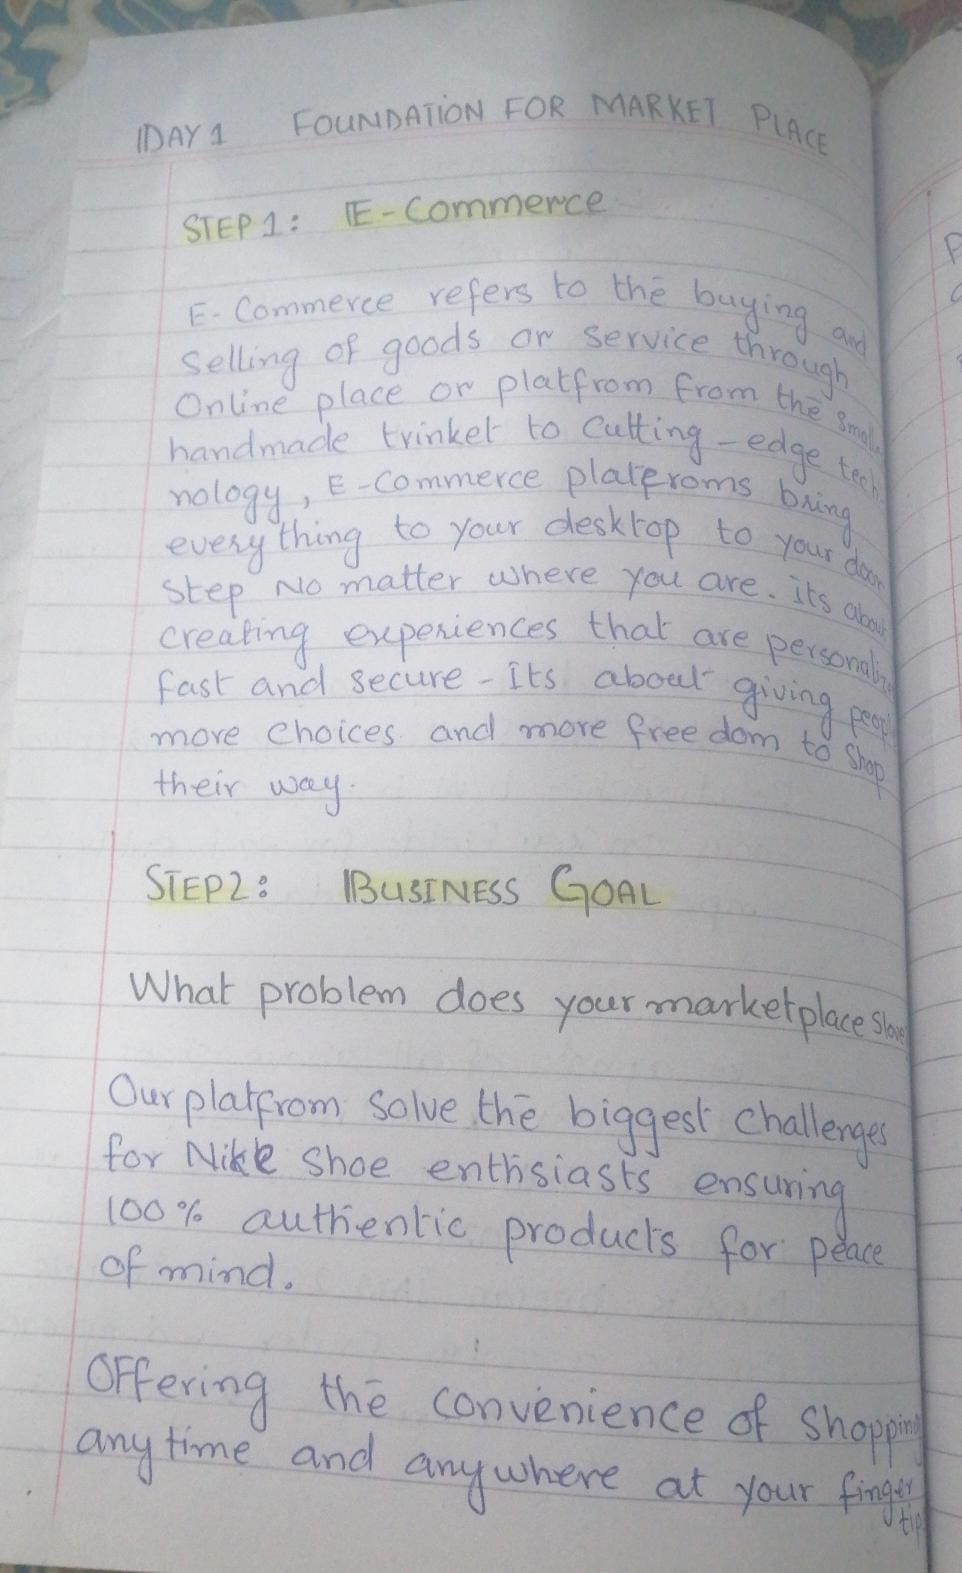 DAY 1 FOUNDATION FOR MARKET PLACE
STEP 1: E-Commerce
E-Commerce refers to the buying and
Selling of goods or service through
Online place or platfrom from the small
handmade trinket to cutting-edge tech
nology, E-Commerce platfroms bring
every thing to your desktop to your door
step No matter where you are. its about
creating experiences that are personalize
fast and secure - Its about giving peopl
more choices and more freedom to Shop
their way.
STEP2: BUSINESS GOAL
What problem does your marketplace Slove
Our platfrom Solve the biggest challenges
for Nike Shoe enthsiasts ensuring
100% authentic products for peace
of mind.
Offering the convenience of Shopping
any time and anywhere at your finger
tip